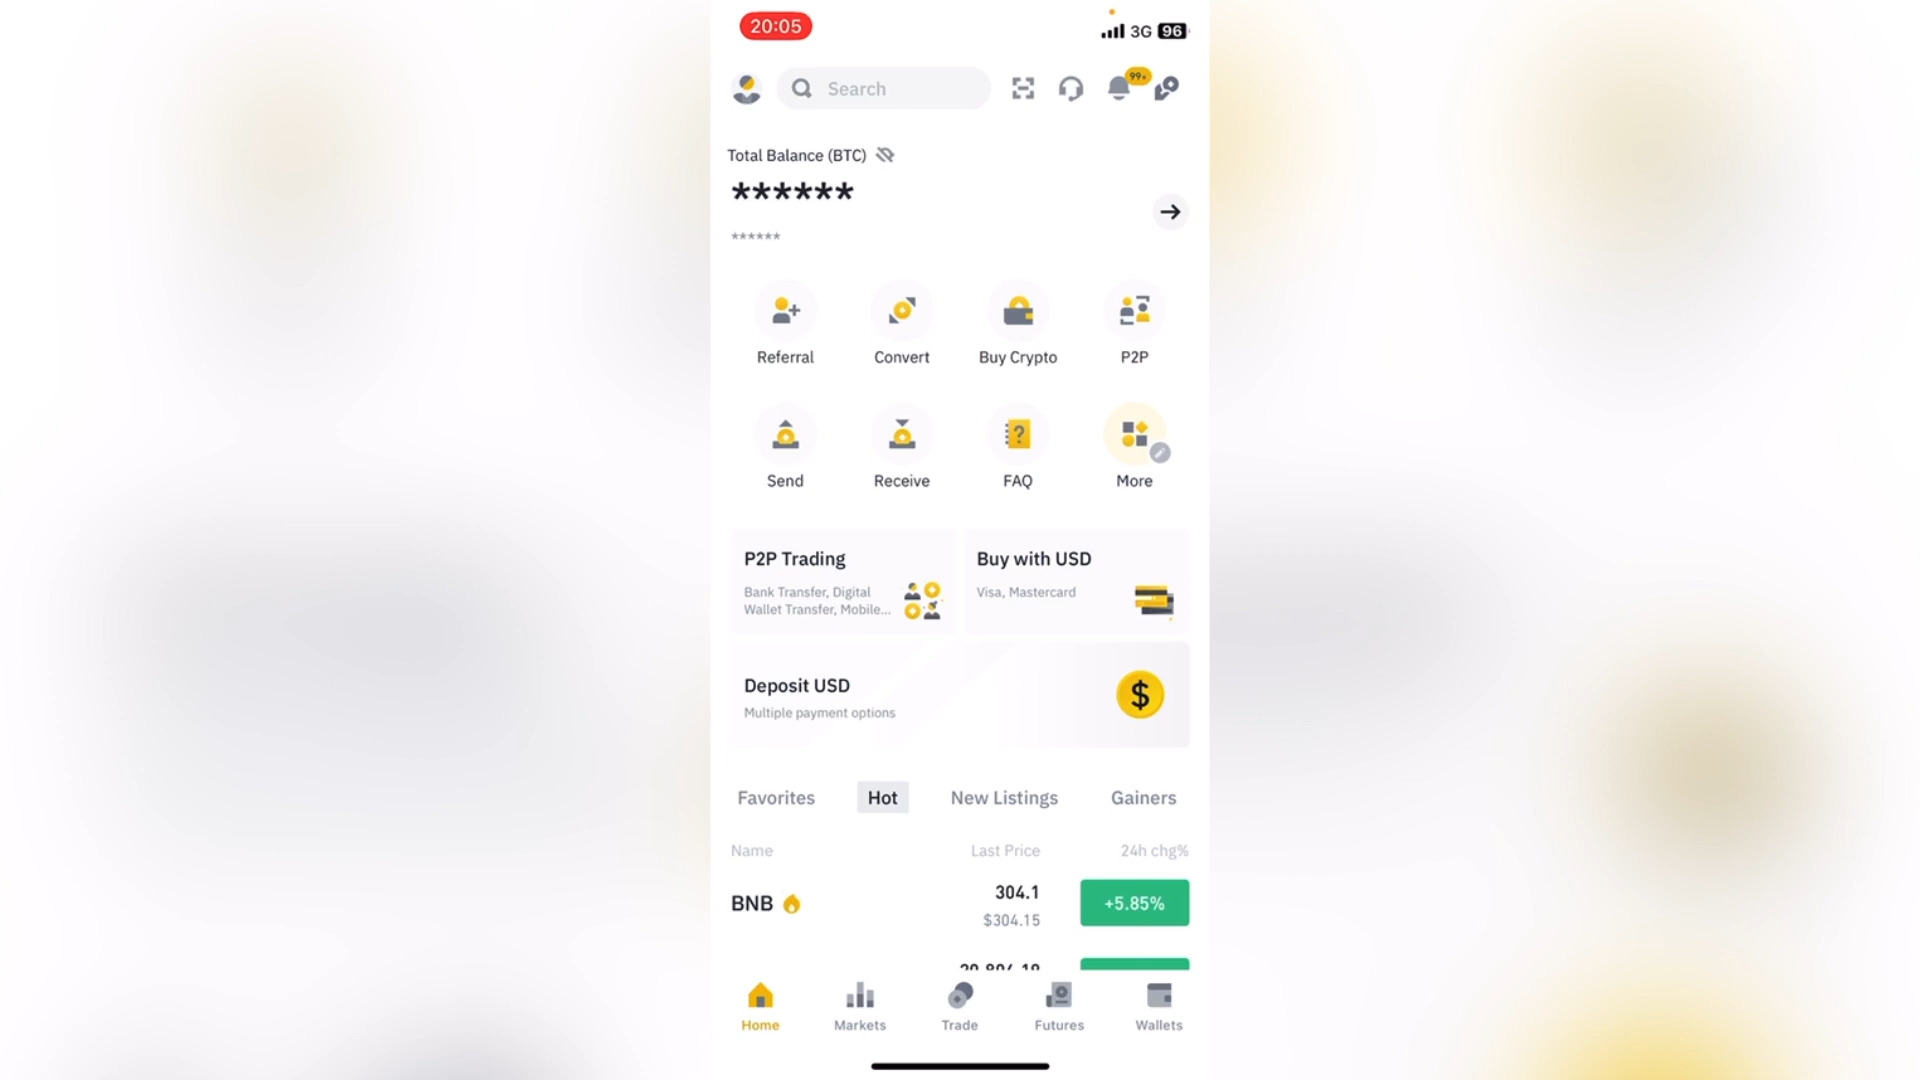 20:05
3G 96
Search
99+
Total Balance (BTC)
******
******
Referral
Convert
Buy Crypto
P2P
Send
Receive
FAQ
More
P2P Trading
Bank Transfer, Digital
Wallet Transfer, Mobile...
Buy with USD
Visa, Mastercard
Deposit USD
Multiple payment options
Favorites
Hot
New Listings
Gainers
Name
Last Price
24h chg%
BNB
304.1
$304.15
+5.85%
Home
Markets
Trade
Futures
Wallets